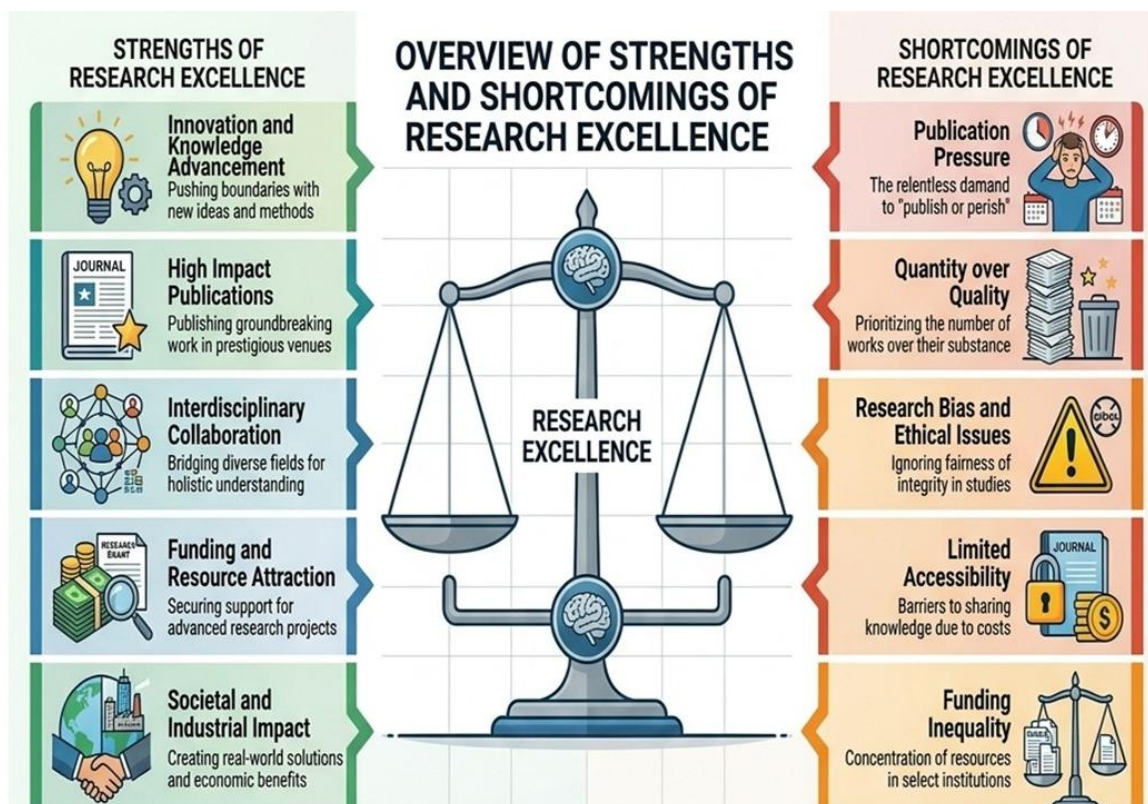 STRENGTHS OF
RESEARCH EXCELLENCE
Innovation and
Knowledge
Advancement
Pushing boundaries with
new ideas and methods
JOURNAL
High Impact
Publications
Publishing groundbreaking
work in prestigious venues
Interdisciplinary
Collaboration
Bridging diverse fields for
holistic understanding
Funding and
Resource Attraction
Securing support for
advanced research projects
Societal and
Industrial Impact
Creating real-world solutions
and economic benefits
OVERVIEW OF STRENGTHS
AND SHORTCOMINGS OF
RESEARCH EXCELLENCE
RESEARCH
EXCELLENCE
SHORTCOMINGS OF
RESEARCH EXCELLENCE
Publication
Pressure
The relentless damand
to "publish or perish"
Quantity over
Quality
Prioritizing the number of
works over their substance
Research Bias and
Ethical Issues
Ignoring fairness of
integrity in studies
Limited
Accessibility
Barriers to sharing
knowledge due to costs
JOURNAL
$
Funding
Inequality
Concentration of resources
in select institutions